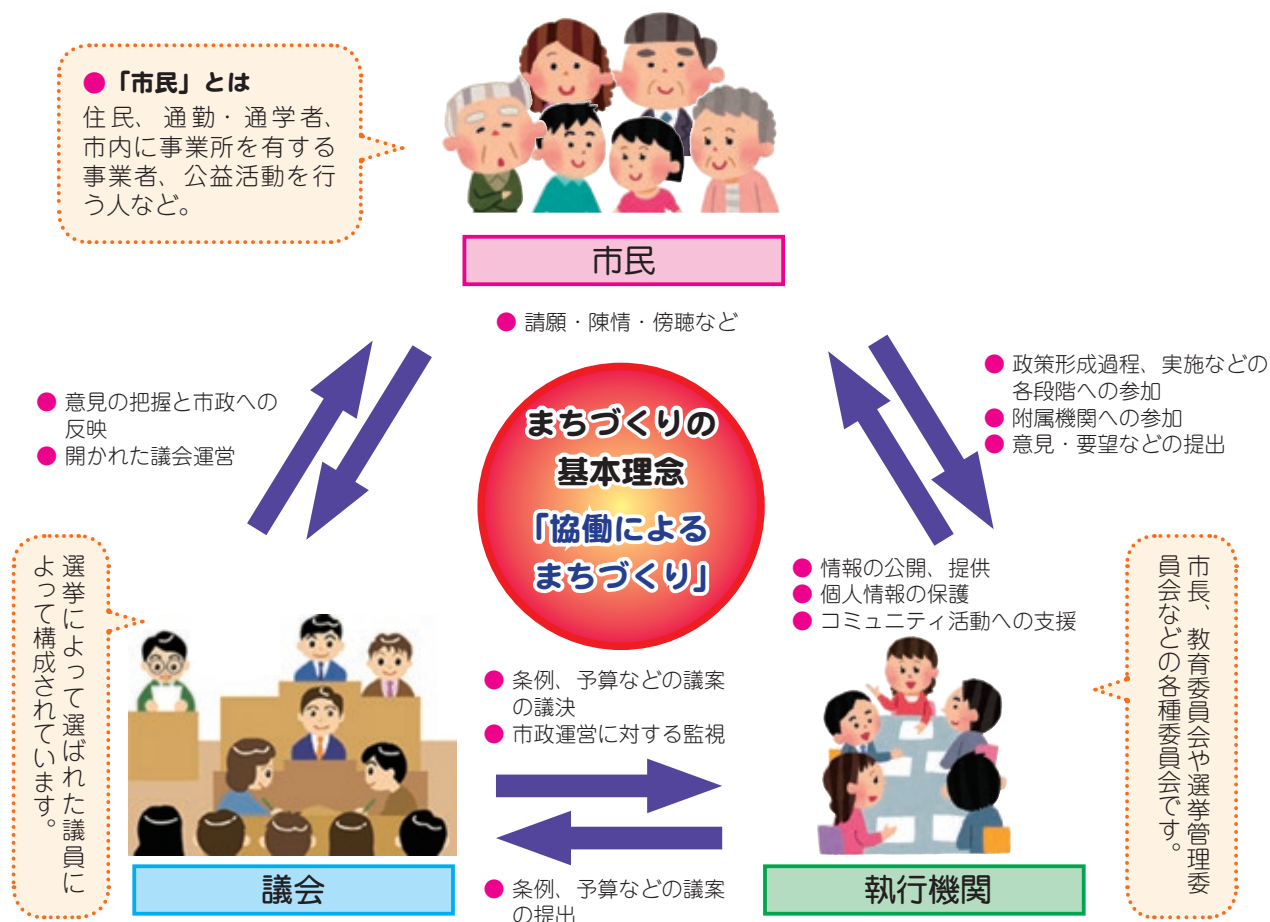 ●「市民」とは
住民、通勤・通学者、
市内に事業所を有する
事業者、公益活動を行
う人など。
市民
● 請願・陳情・傍聴など
● 意見の把握と市政への
反映
● 開かれた議会運営
● 政策形成過程、実施などの
各段階への参加
● 附属機関への参加
● 意見・要望などの提出
まちづくりの
基本理念
「協働による
まちづくり」
● 情報の公開、提供
● 個人情報の保護
● コミュニティ活動への支援
選挙によって選ばれた議員に
よって構成されています。
市長、教育委員会や選挙管理委
員会などの各種委員会です。
● 条例、予算などの議案
の議決
● 市政運営に対する監視
議会
● 条例、予算などの議案
の提出
執行機関